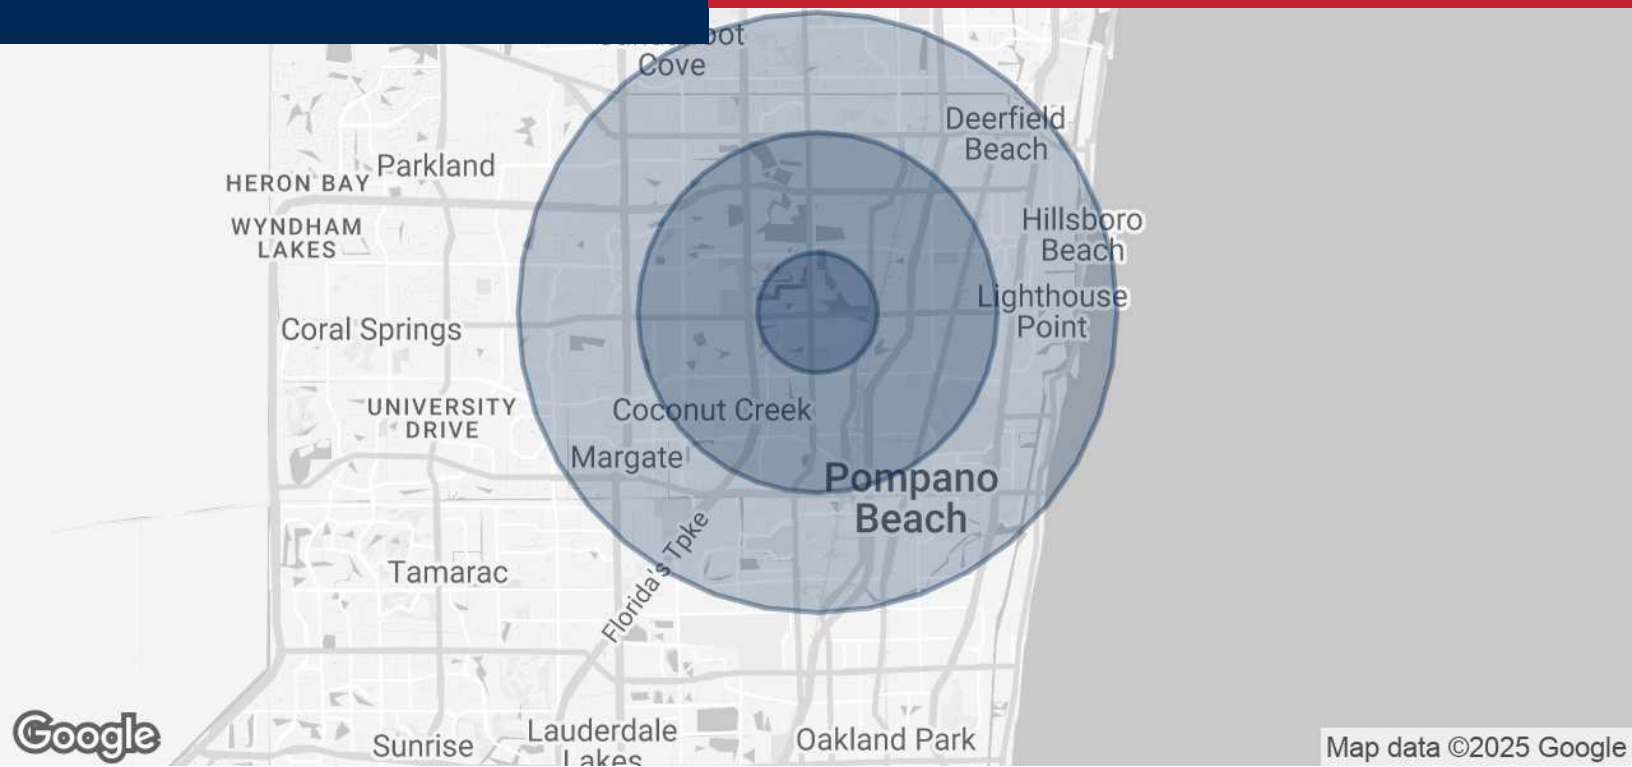 Cove
Deerfield
Beach
Parkland
HERON BAY
WYNDHAM
LAKES
Hillsboro
Beach
Lighthouse
Point
Coral Springs
UNIVERSITY
DRIVE
Coconut Creek
Margate
Pompano
Beach
Florida's Tpke
Tamarac
Google
Sunrise
Lauderdale
Lakes
Oakland Park
Map data ©2025 Google